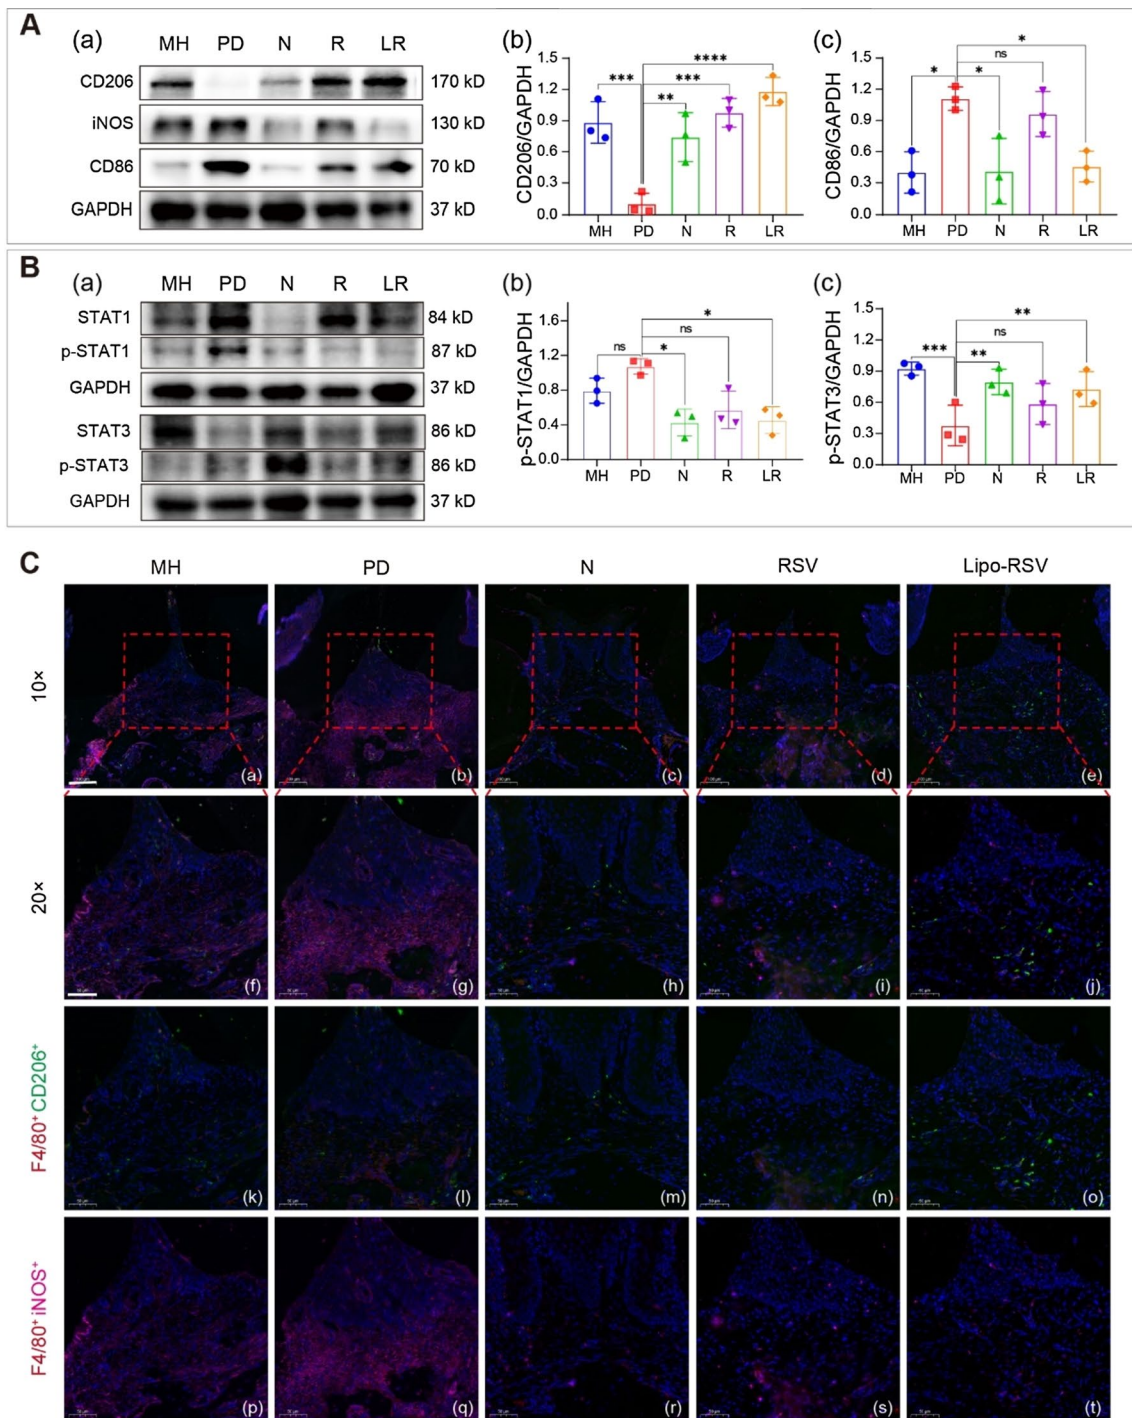 A
(a)
MH PD N R LR
CD206 170 kD
iNOS 130 kD
CD86 70 kD
GAPDH 37 kD
(b)
CD206/GAPDH
1.5
1.2
0.9
0.6
0.3
0.0
****
*** ***
**
MH PD N R LR
(c)
CD86/GAPDH
1.5
1.2
0.9
0.6
0.3
0.0
*
ns
* *
MH PD N R LR
B
(a)
MH PD N R LR
STAT1 84 kD
p-STAT1 87 kD
GAPDH 37 kD
STAT3 86 kD
p-STAT3 86 kD
GAPDH 37 kD
(b)
p-STAT1/GAPDH
1.6
1.2
0.8
0.4
0.0
*
ns
ns *
MH PD N R LR
(c)
p-STAT3/GAPDH
1.5
1.2
0.9
0.6
0.3
0.0
**
ns
*** **
MH PD N R LR
C
MH PD N RSV Lipo-RSV
10×
(a) (b) (c) (d) (e)
20×
(f) (g) (h) (i) (j)
F4/80⁺ CD206⁺
(k) (l) (m) (n) (o)
F4/80⁺ iNOS⁺
(p) (q) (r) (s) (t)